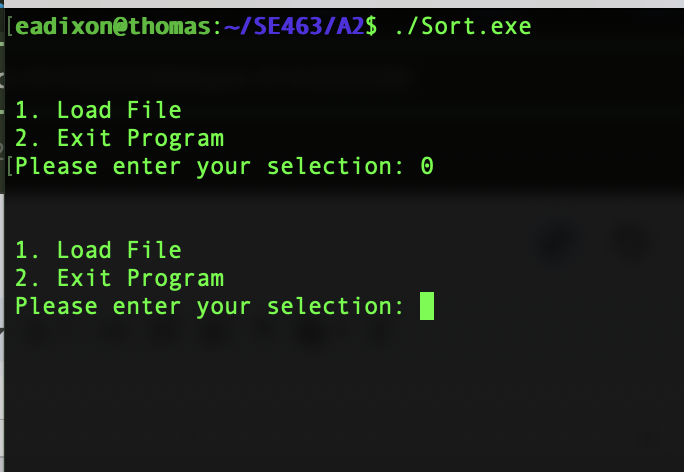 [eadixon@thomas:~/SE463/A2$ ./Sort.exe
1. Load File
2. Exit Program
[Please enter your selection: 0
1. Load File
2. Exit Program
Please enter your selection: